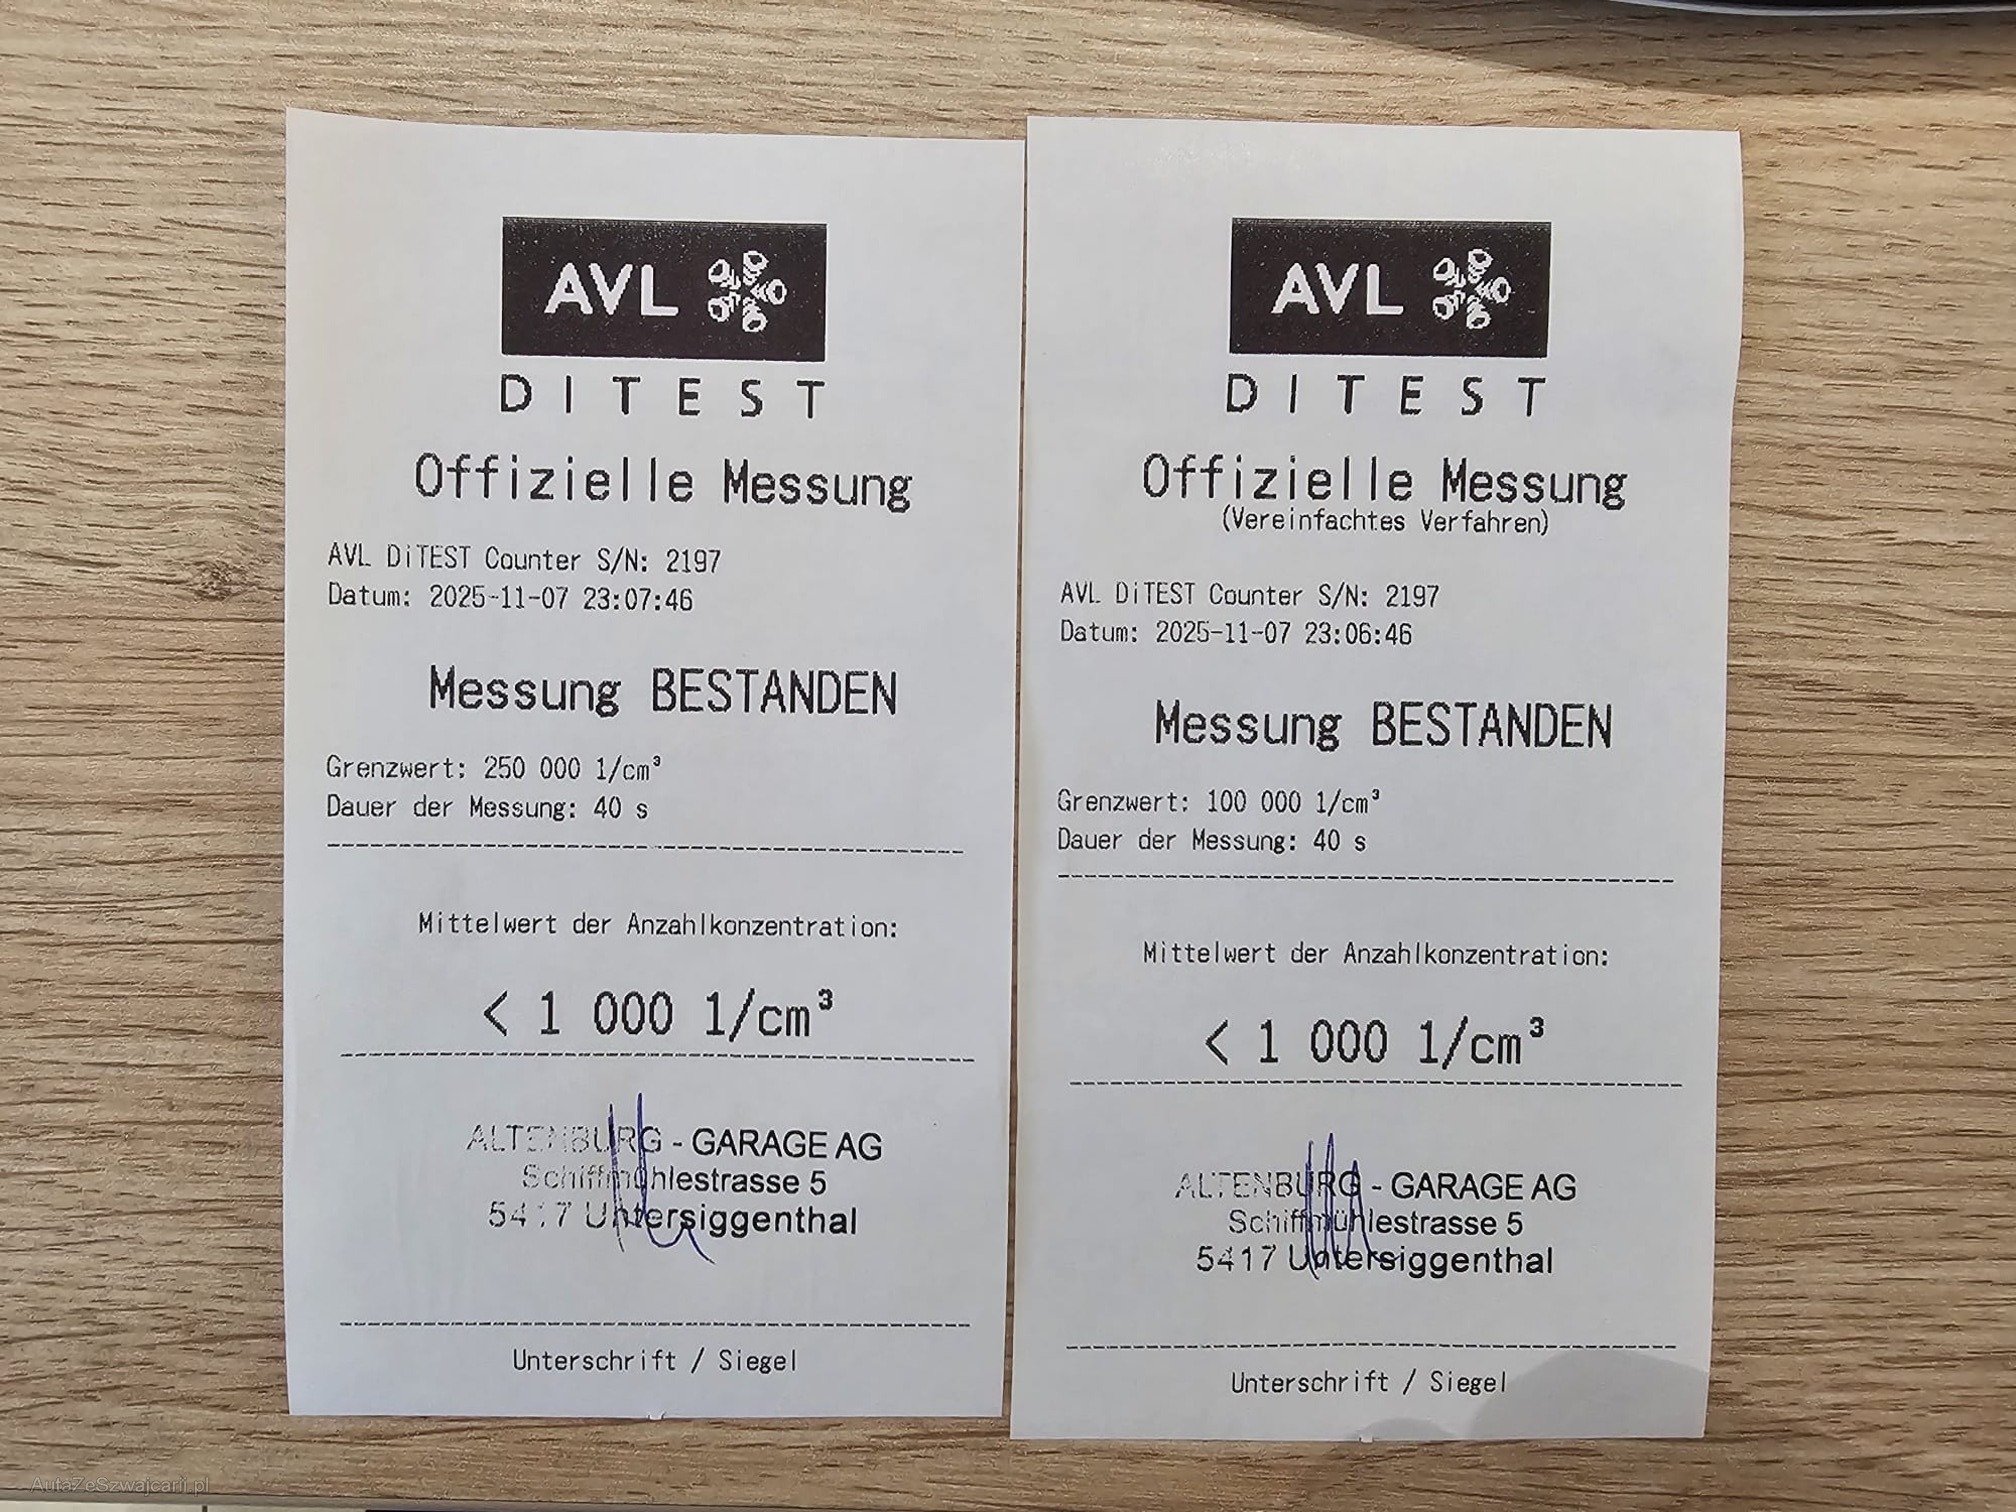 AVL
DITEST
Offizielle Messung
AVL DiTEST Counter S/N: 2197
Datum: 2025-11-07 23:07:46
Messung BESTANDEN
Grenzwert: 250 000 1/cm³
Dauer der Messung: 40 s
Mittelwert der Anzahlkonzentration:
< 1 000 1/cm³
ALTENBURG - GARAGE AG
Schiffmühlestrasse 5
5417 Untersiggenthal
Unterschrift / Siegel
AVL
DITEST
Offizielle Messung
(Vereinfachtes Verfahren)
AVL DiTEST Counter S/N: 2197
Datum: 2025-11-07 23:06:46
Messung BESTANDEN
Grenzwert: 100 000 1/cm³
Dauer der Messung: 40 s
Mittelwert der Anzahlkonzentration:
< 1 000 1/cm³
ALTENBURG - GARAGE AG
Schiffmühlestrasse 5
5417 Untersiggenthal
Unterschrift / Siegel
AutaZeSzwajcarii.pl